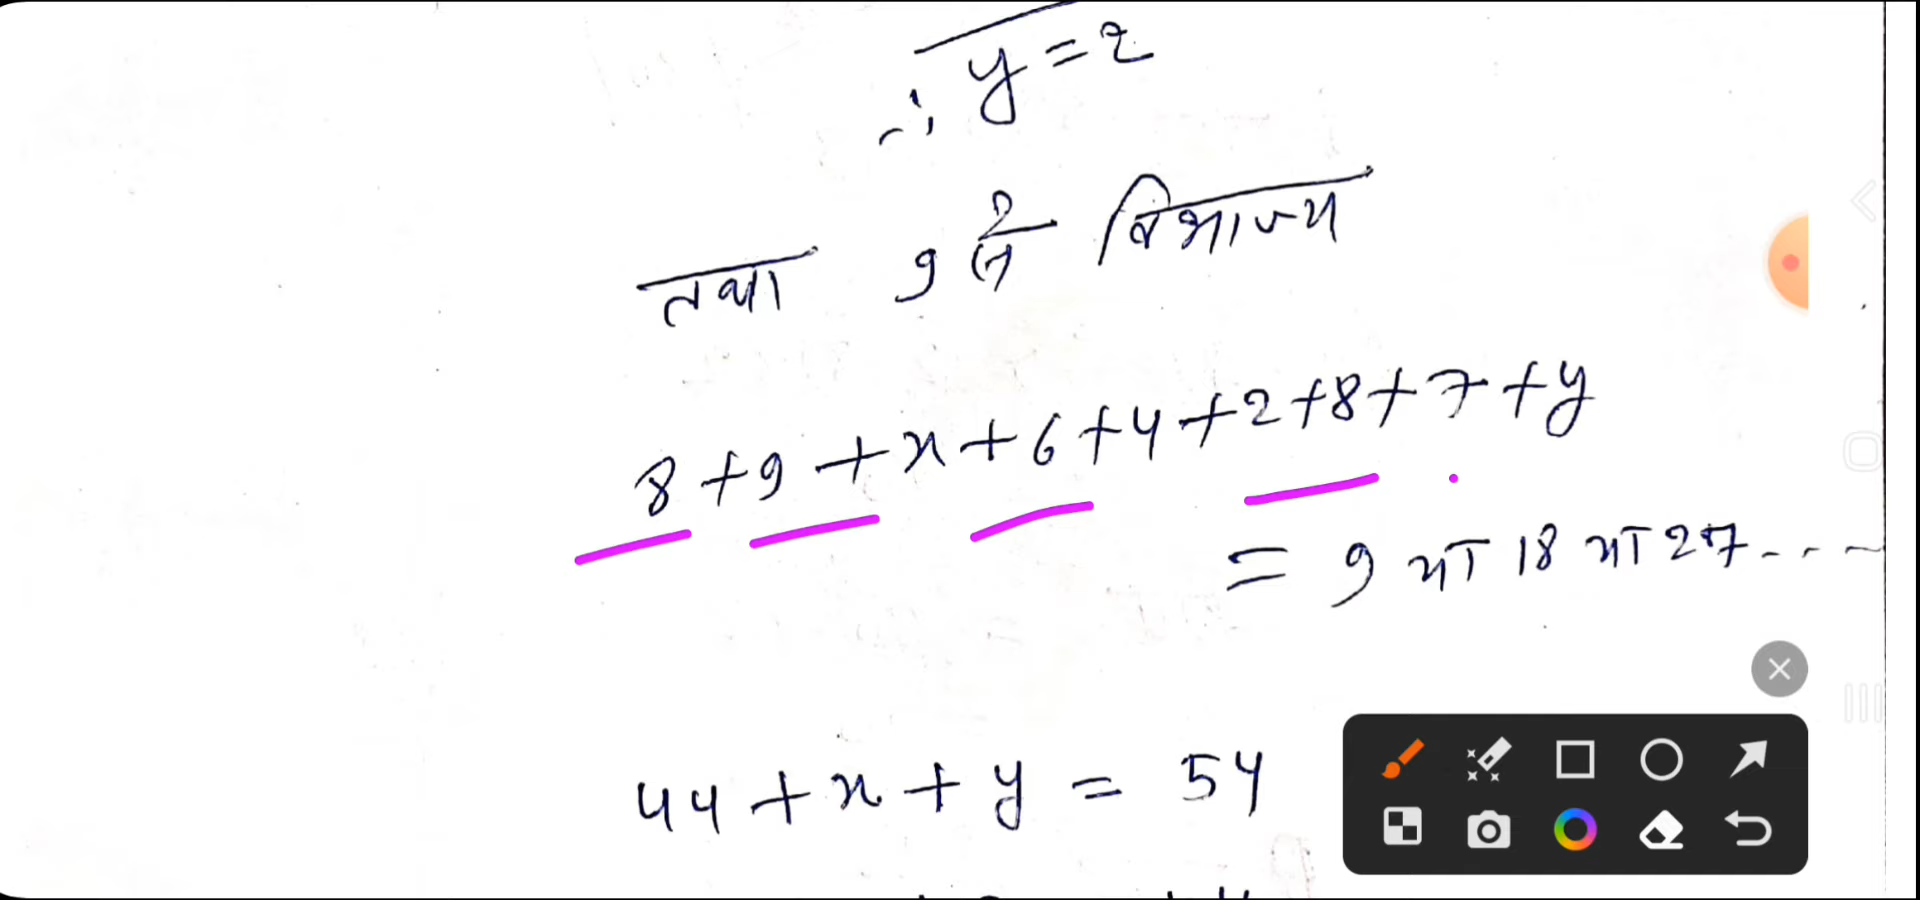 ∴ y = 2
तथा 9 से विभाज्य
8 + 9 + x + 6 + 4 + 2 + 8 + 7 + y
= 9 या 18 या 27 - - - -
44 + x + y = 54